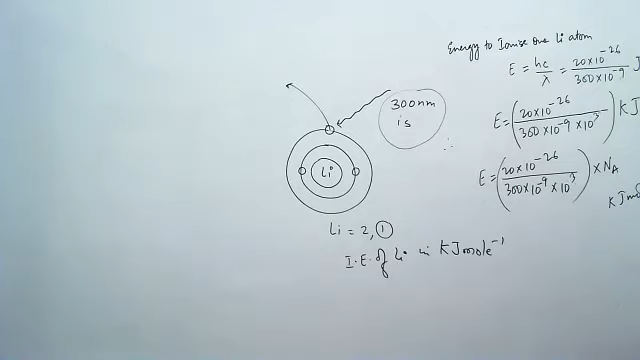 Energy to Ionise one Li atom
E = hc/λ = 20×10⁻²⁶/300×10⁻⁹ J
E = (20×10⁻²⁶/300×10⁻⁹×10³) KJ
E = (20×10⁻²⁶/300×10⁻⁹×10³) × N_A
KJmo
300nm
is
∴
Li
Li = 2, 1
I.E. of Li in KJmole⁻¹